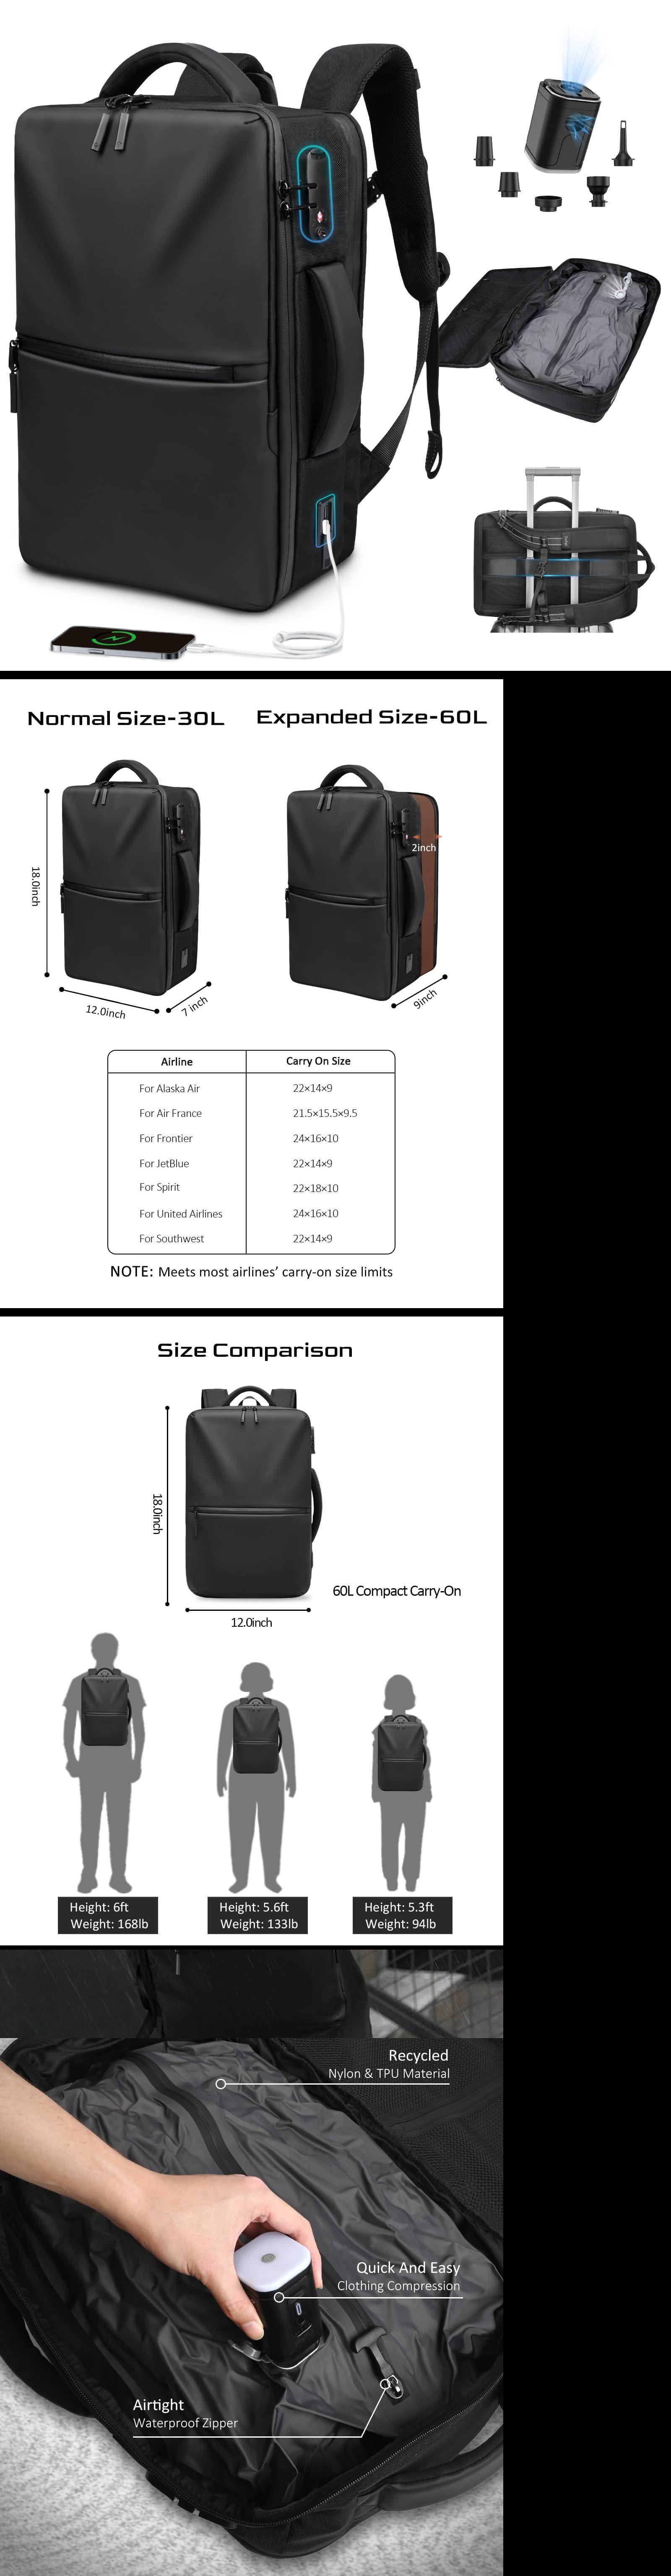 Normal Size-30L
Expanded Size-60L
2inch
18.0inch
12.0inch
7 inch
9inch
Airline Carry On Size
For Alaska Air 22×14×9
For Air France 21.5×15.5×9.5
For Frontier 24×16×10
For JetBlue 22×14×9
For Spirit 22×18×10
For United Airlines 24×16×10
For Southwest 22×14×9
NOTE: Meets most airlines’ carry-on size limits
Size Comparison
18.0inch
60L Compact Carry-On
12.0inch
Height: 6ft
Weight: 168lb
Height: 5.6ft
Weight: 133lb
Height: 5.3ft
Weight: 94lb
Recycled
Nylon & TPU Material
Quick And Easy
Clothing Compression
Airtight
Waterproof Zipper